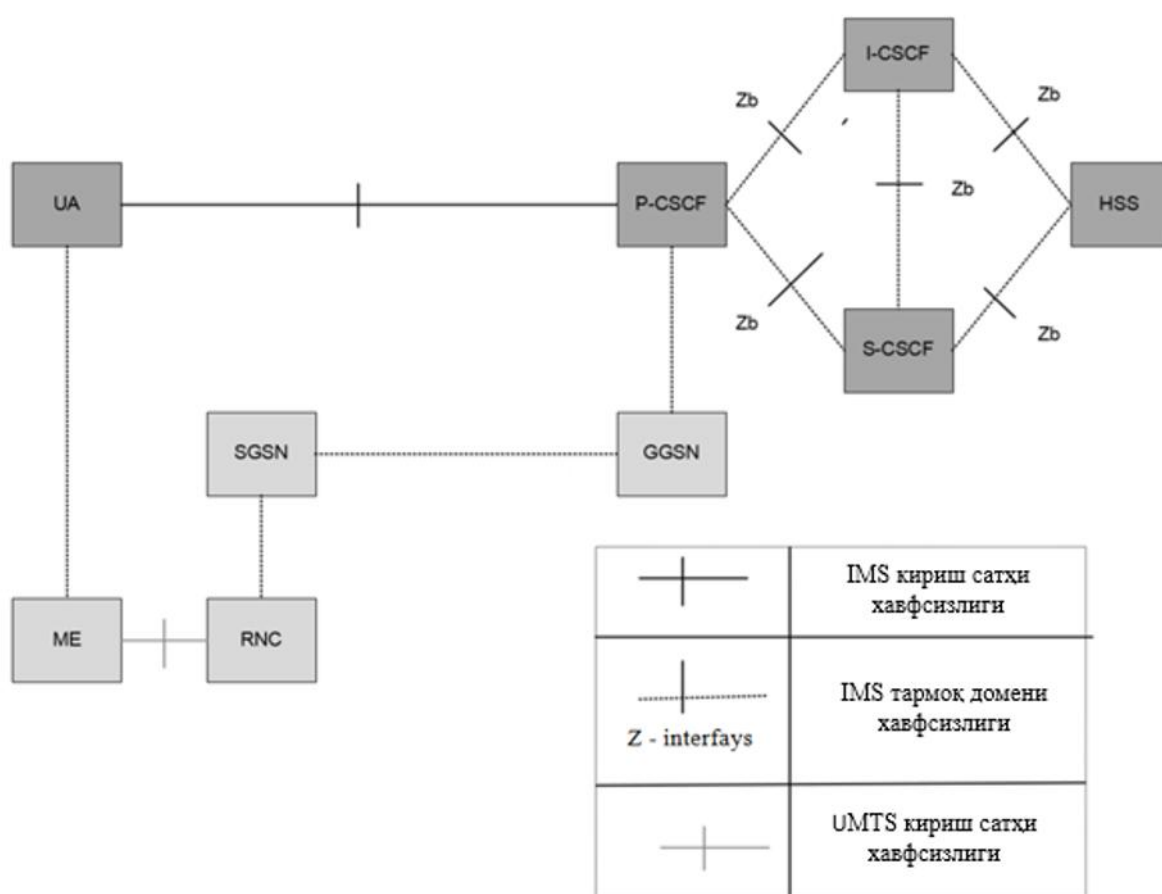 I-CSCF
Zb
Zb
UA
P-CSCF
Zb
HSS
Zb
Zb
S-CSCF
SGSN
GGSN
ME
RNC
IMS кириш сатҳи
хавфсизлиги
Z - interfays
IMS тармоқ домени
хавфсизлиги
UMTS кириш сатҳи
хавфсизлиги